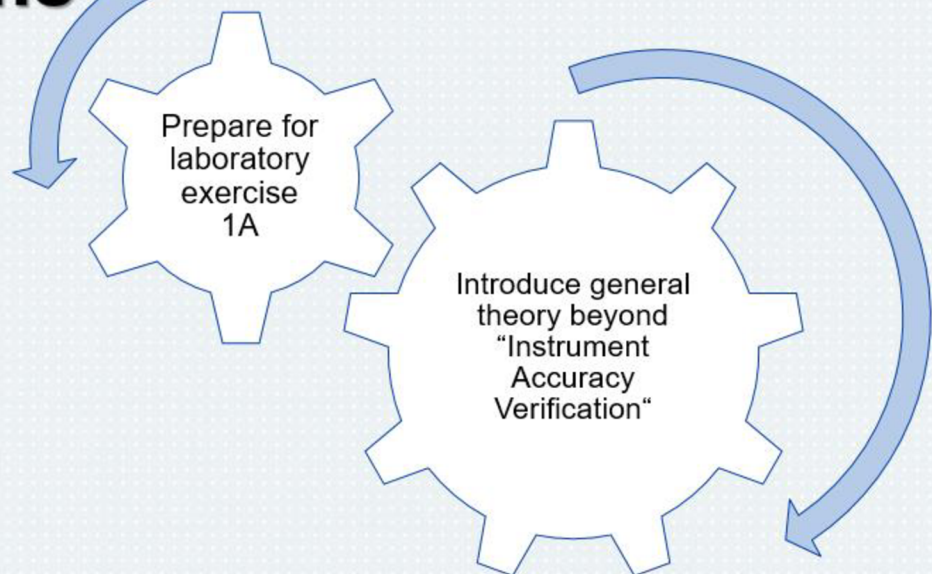 Prepare for
laboratory
exercise
1A
Introduce general
theory beyond
“Instrument
Accuracy
Verification“